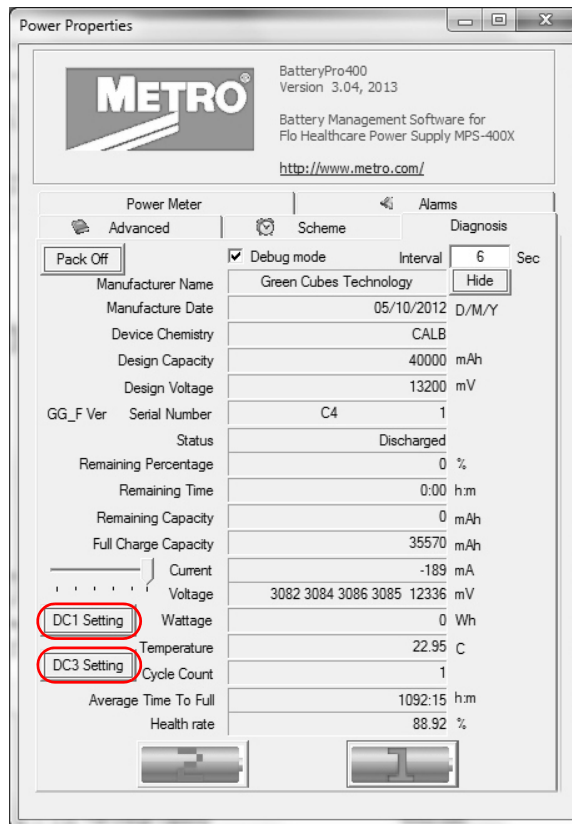 Power Properties
METRO®
BatteryPro400
Version 3.04, 2013
Battery Management Software for
Flo Healthcare Power Supply MPS-400X
http://www.metro.com/
Power Meter Alarms
Advanced Scheme Diagnosis
Pack Off Debug mode Interval 6 Sec
Manufacturer Name Green Cubes Technology Hide
Manufacture Date 05/10/2012 D/M/Y
Device Chemistry CALB
Design Capacity 40000 mAh
Design Voltage 13200 mV
GG_F Ver Serial Number C4 1
Status Discharged
Remaining Percentage 0 %
Remaining Time 0:00 h:m
Remaining Capacity 0 mAh
Full Charge Capacity 35570 mAh
Current -189 mA
Voltage 3082 3084 3086 3085 12336 mV
DC1 Setting Wattage 0 Wh
Temperature 22.95 C
DC3 Setting Cycle Count 1
Average Time To Full 1092:15 h:m
Health rate 88.92 %
2 1